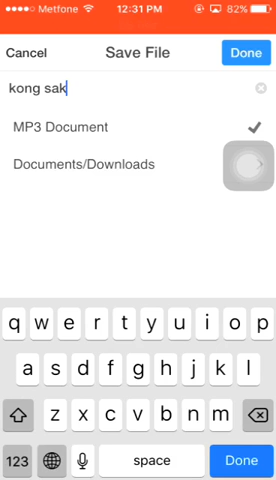 Metfone 12:31 PM 82%
Cancel Save File Done
kong sak
MP3 Document
Documents/Downloads
q w e r t y u i o p
a s d f g h j k l
z x c v b n m
123 space Done